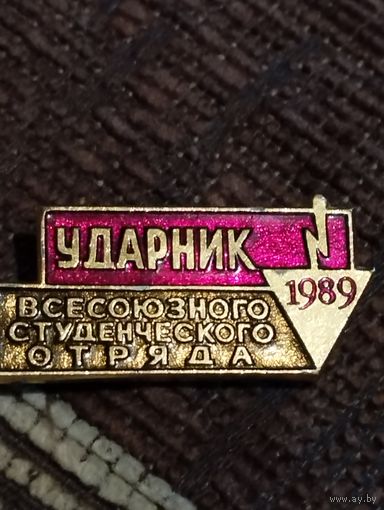 УДАРНИК
1989
ВСЕСОЮЗНОГО
СТУДЕНЧЕСКОГО
ОТРЯДА
www.ay.by